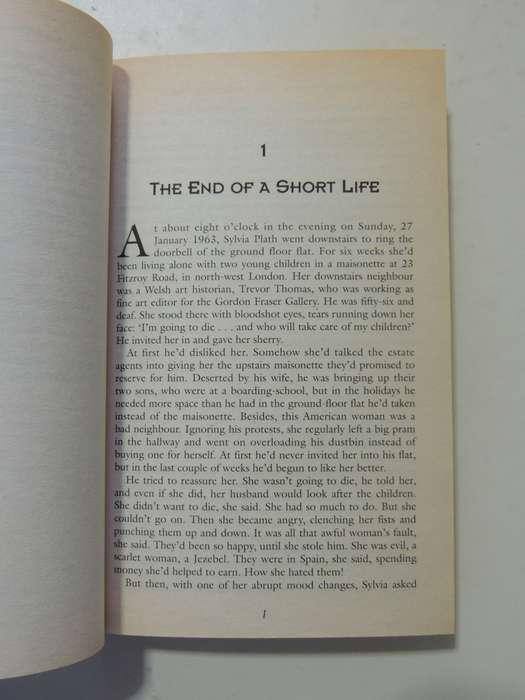 1
THE END OF A SHORT LIFE
At about eight o'clock in the evening on Sunday, 27
January 1963, Sylvia Plath went downstairs to ring the
doorbell of the ground floor flat. For six weeks she'd
been living alone with two young children in a maisonette at 23
Fitzroy Road, in north-west London. Her downstairs neighbour
was a Welsh art historian, Trevor Thomas, who was working as
fine art editor for the Gordon Fraser Gallery. He was fifty-six and
deaf. She stood there with bloodshot eyes, tears running down her
face: 'I'm going to die . . . and who will take care of my children?'
He invited her in and gave her sherry.
At first he'd disliked her. Somehow she'd talked the estate
agents into giving her the upstairs maisonette they'd promised to
reserve for him. Deserted by his wife, he was bringing up their
two sons, who were at a boarding-school, but in the holidays he
needed more space than he had in the ground-floor flat he'd taken
instead of the maisonette. Besides, this American woman was a
bad neighbour. Ignoring his protests, she regularly left a big pram
in the hallway and went on overloading his dustbin instead of
buying one for herself. At first he'd never invited her into his flat,
but in the last couple of weeks he'd begun to like her better.
He tried to reassure her. She wasn't going to die, he told her,
and even if she did, her husband would look after the children.
She didn't want to die, she said. She had so much to do. But she
couldn't go on. Then she became angry, clenching her fists and
punching them up and down. It was all that awful woman's fault,
she said. They'd been so happy, until she stole him. She was evil, a
scarlet woman, a Jezebel. They were in Spain, she said, spending
money she'd helped to earn. How she hated them!
But then, with one of her abrupt mood changes, Sylvia asked
1